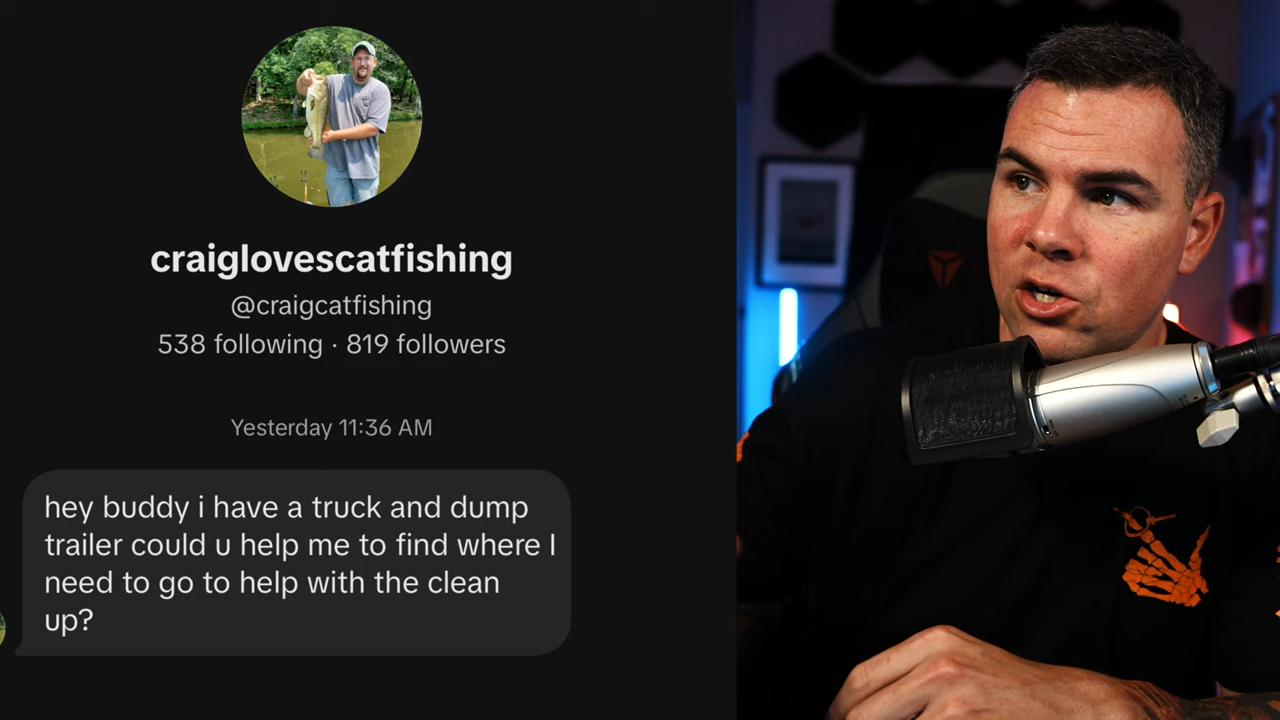 craiglovescatfishing
@craigcatfishing
538 following · 819 followers
Yesterday 11:36 AM
hey buddy i have a truck and dump
trailer could u help me to find where I
need to go to help with the clean
up?